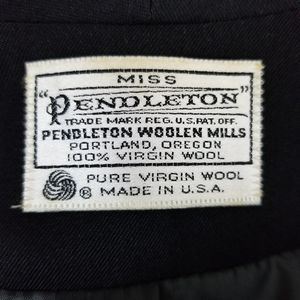 MISS
"PENDLETON"
TRADE MARK REG. U.S. PAT. OFF.
PENDLETON WOOLEN MILLS
PORTLAND, OREGON
100% VIRGIN WOOL
PURE VIRGIN WOOL
® MADE IN U.S.A.